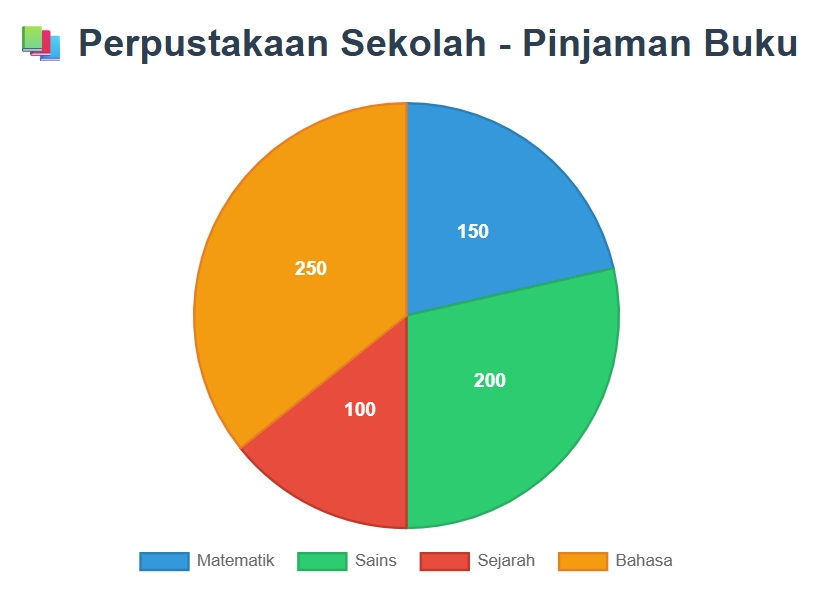 Perpustakaan Sekolah - Pinjaman Buku
150
250
200
100
Matematik
Sains
Sejarah
Bahasa